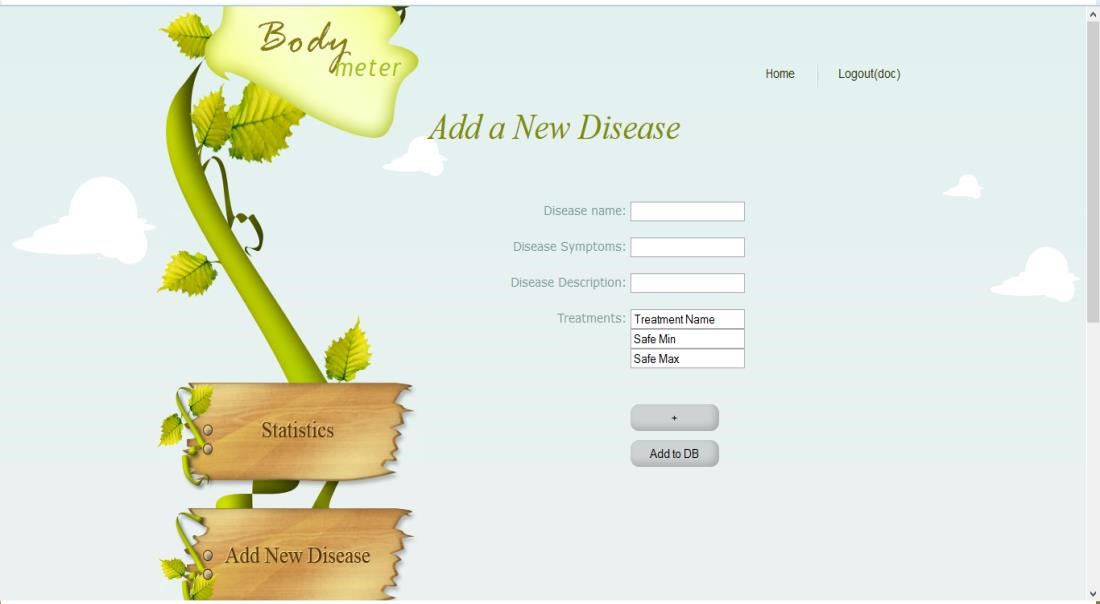 Body
meter
Home
Logout(doc)
Add a New Disease
Disease name:
Disease Symptoms:
Disease Description:
Treatments: Treatment Name
Safe Min
Safe Max
+
Add to DB
Statistics
Add New Disease